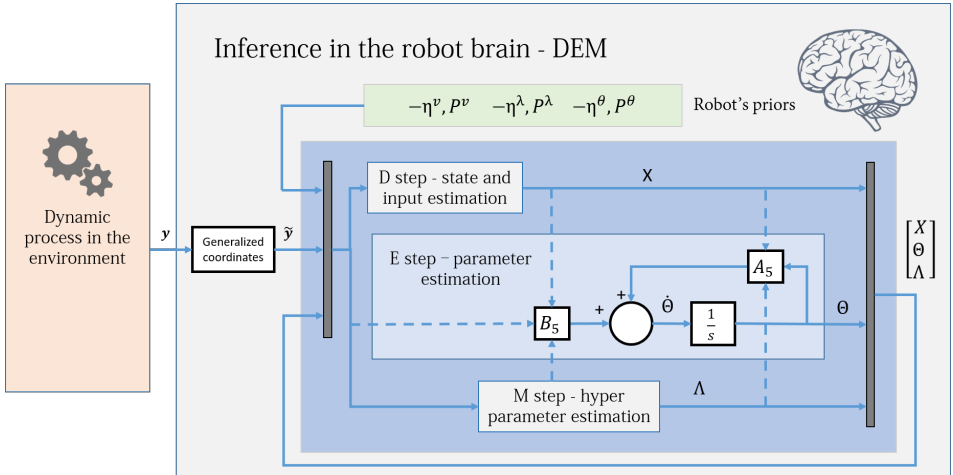 Inference in the robot brain - DEM
−η^v, P^v −η^λ, P^λ −η^θ, P^θ
Robot's priors
Dynamic
process in the
environment
y
Generalized
coordinates
ỹ
D step - state and
input estimation
X
E step – parameter
estimation
A₅
B₅
+
+
Θ̇
1
s
Θ
M step - hyper
parameter estimation
Λ
X
Θ
Λ